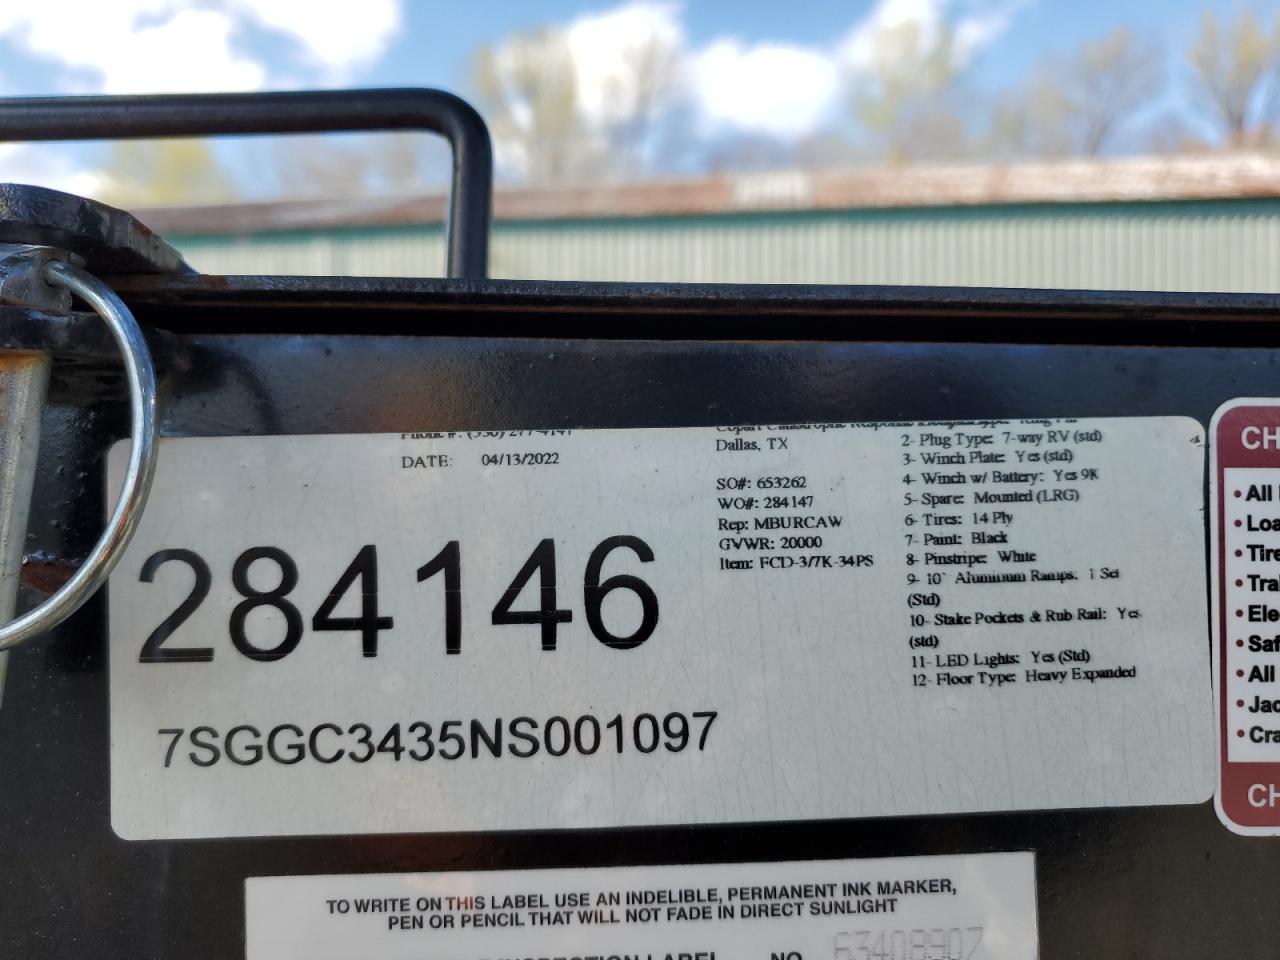 DATE: 04/13/2022
284146
7SGGC3435NS001097
Dallas, TX
SO#: 653262
WO#: 284147
Rep: MBURCAW
GVWR: 20000
Item: FCD-3/7K-34PS
2- Plug Type: 7-way RV (std)
3- Winch Plate: Yes (std)
4- Winch w/ Battery: Yes 9K
5- Spare: Mounted (LRG)
6- Tires: 14 Ply
7- Paint: Black
8- Pinstripe: White
9- 10` Aluminum Ramps: 1 Set
(Std)
10- Stake Pockets & Rub Rail: Yes
(std)
11- LED Lights: Yes (Std)
12- Floor Type: Heavy Expanded
CH
• All
• Loa
• Tire
• Trai
• Ele
• Saf
• All
• Jac
• Cra
CH
TO WRITE ON THIS LABEL USE AN INDELIBLE, PERMANENT INK MARKER,
PEN OR PENCIL THAT WILL NOT FADE IN DIRECT SUNLIGHT
INSPECTION LABEL NO. 63408907